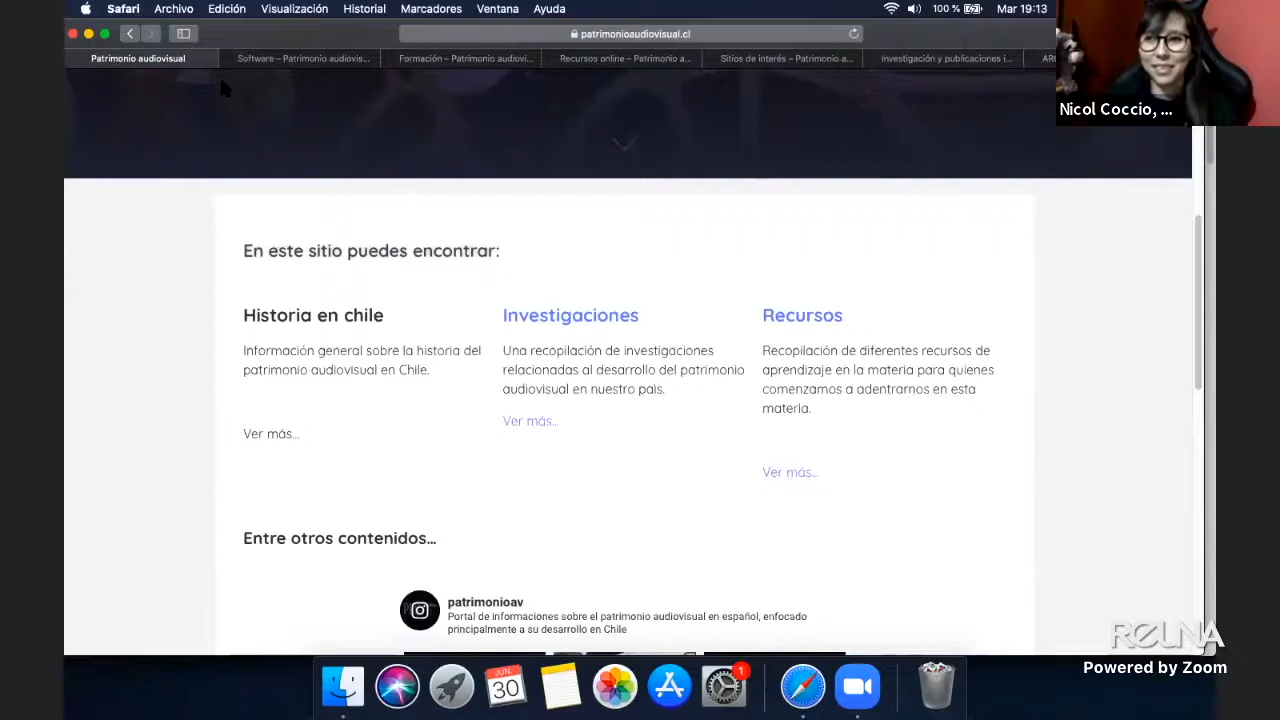 Safari Archivo Edición Visualización Historial Marcadores Ventana Ayuda 100 % Mar 19:13
patrimonioaudiovisual.cl
Patrimonio audiovisual Software – Patrimonio audiovis... Formación – Patrimonio audiovi... Recursos online – Patrimonio a... Sitios de interés – Patrimonio a... Investigación y publicaciones i...
Nicol Coccio, ...
En este sitio puedes encontrar:
Historia en chile
Información general sobre la historia del
patrimonio audiovisual en Chile.
Ver más...
Investigaciones
Una recopilación de investigaciones
relacionadas al desarrollo del patrimonio
audiovisual en nuestro país.
Ver más...
Recursos
Recopilación de diferentes recursos de
aprendizaje en la materia para quienes
comenzamos a adentrarnos en esta
materia.
Ver más...
Entre otros contenidos...
patrimonioav
Portal de informaciones sobre el patrimonio audiovisual en español, enfocado
principalmente a su desarrollo en Chile
JUN.
30
1
REUNA
Powered by Zoom